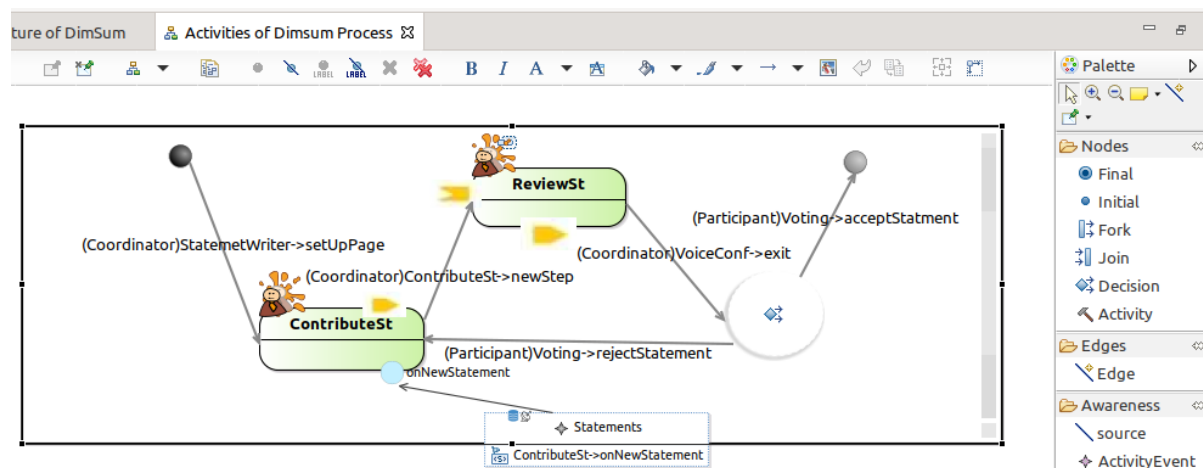 ture of DimSum
Activities of Dimsum Process
LABEL
LABEL
B I A
Palette
Nodes
Final
Initial
Fork
Join
Decision
Activity
Edges
Edge
Awareness
source
ActivityEvent
ReviewSt
(Participant)Voting->acceptStatment
(Coordinator)StatemetWriter->setUpPage
(Coordinator)VoiceConf->exit
(Coordinator)ContributeSt->newStep
ContributeSt
(Participant)Voting->rejectStatement
onNewStatement
Statements
<S>
ContributeSt->onNewStatement